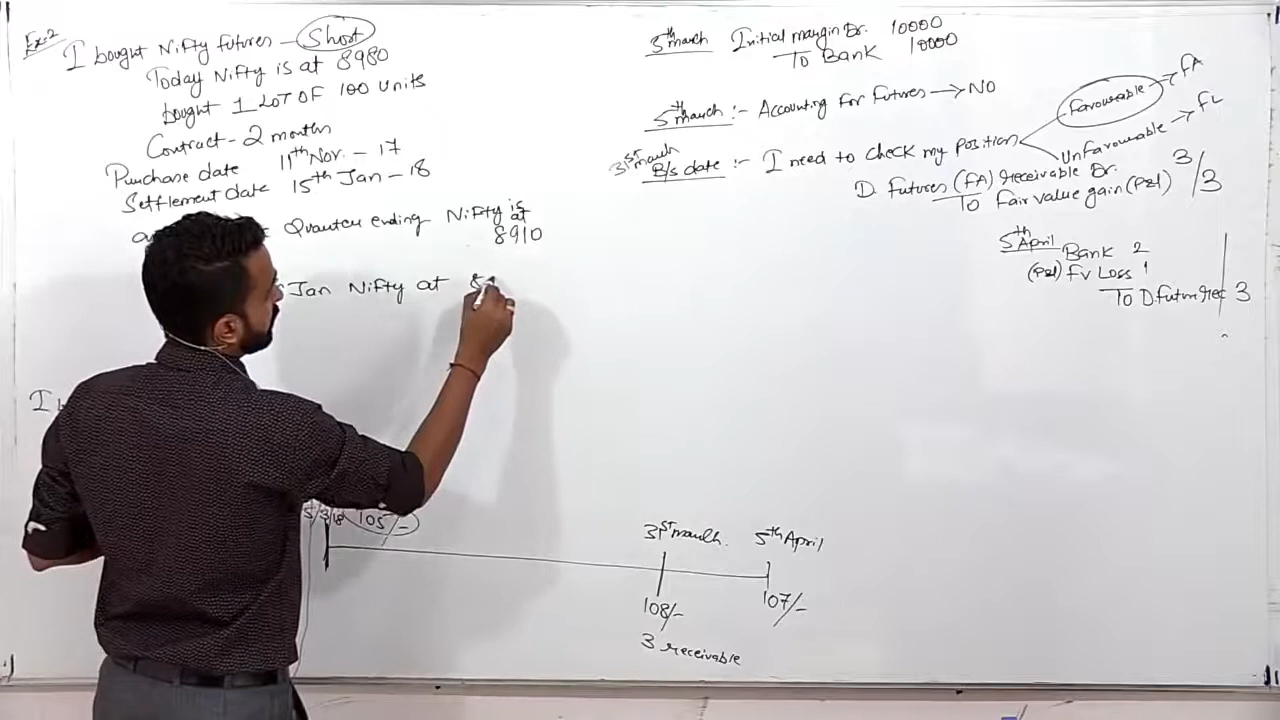 Ex-2
I bought Nifty futures - Short
Today Nifty is at 8980
bought 1 LOT OF 100 units
Contract - 2 months
Purchase date 11th Nov. - 17
Settlement date 15th Jan - 18
Quarter ending Nifty is at
8910
Jan Nifty at
I
5/3/18 105/-
31st march. 5th April
108/- 107/-
3 receivable
5th march Initial margin Dr. 10000
To Bank 10000
5th march :- Accounting for futures → NO
31st march
B/s date :- I need to check my position
Favourable → FA
Unfavourable → FL
D. Futures (FA) receivable Dr. 3
To Fair value gain (P&L) 3
5th April Bank 2
(P&L) FV Loss 1
To D. Future rec 3